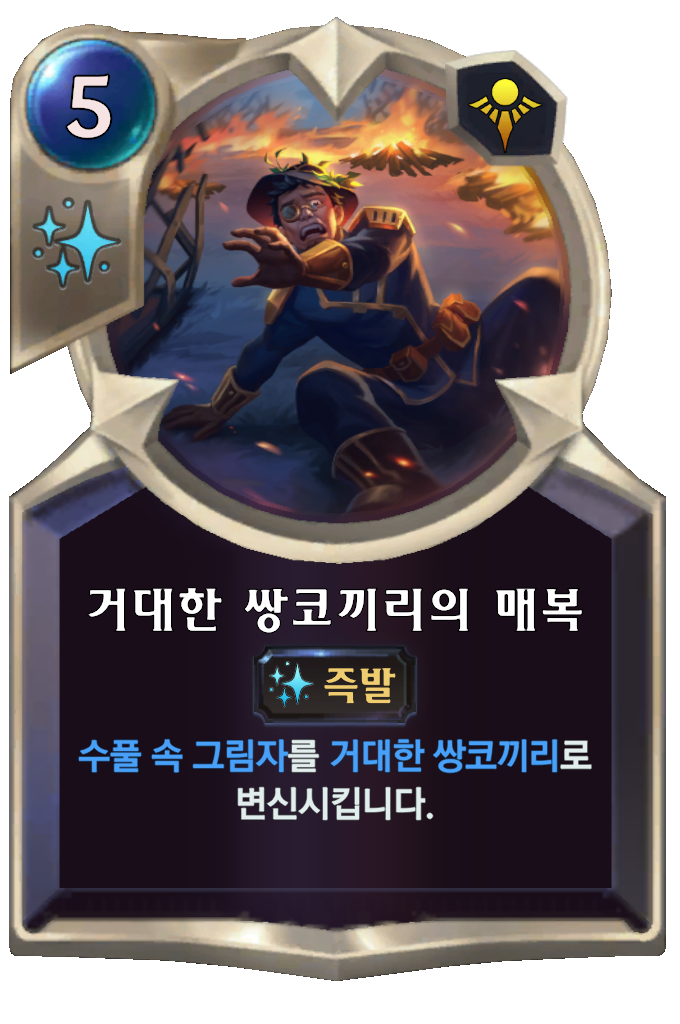 5
거대한 쌍코끼리의 매복
즉발
수풀 속 그림자를 거대한 쌍코끼리로
변신시킵니다.